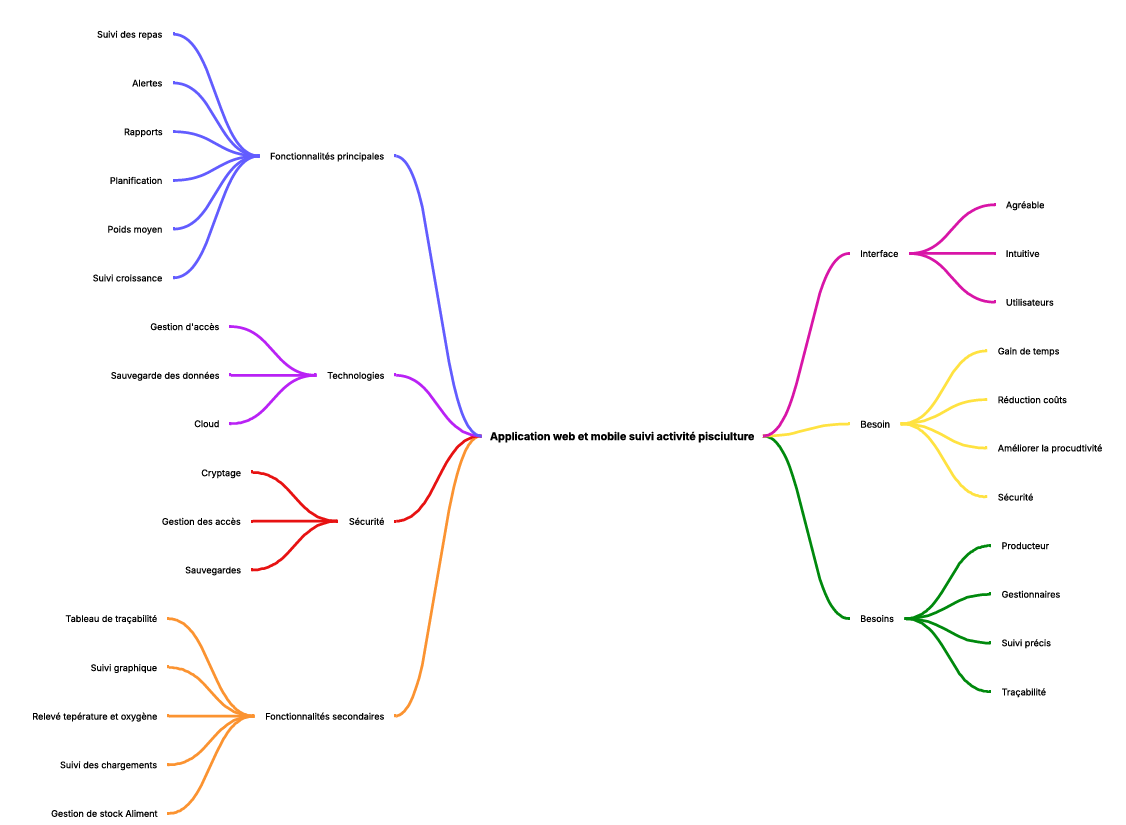 Suivi des repas
Alertes
Rapports
Planification
Poids moyen
Suivi croissance
Fonctionnalités principales
Gestion d'accès
Sauvegarde des données
Cloud
Technologies
Cryptage
Gestion des accès
Sauvegardes
Sécurité
Tableau de traçabilité
Suivi graphique
Relevé tepérature et oxygène
Suivi des chargements
Gestion de stock Aliment
Fonctionnalités secondaires
Application web et mobile suivi activité pisciulture
Interface
Agréable
Intuitive
Utilisateurs
Besoin
Gain de temps
Réduction coûts
Améliorer la procudtivité
Sécurité
Besoins
Producteur
Gestionnaires
Suivi précis
Traçabilité